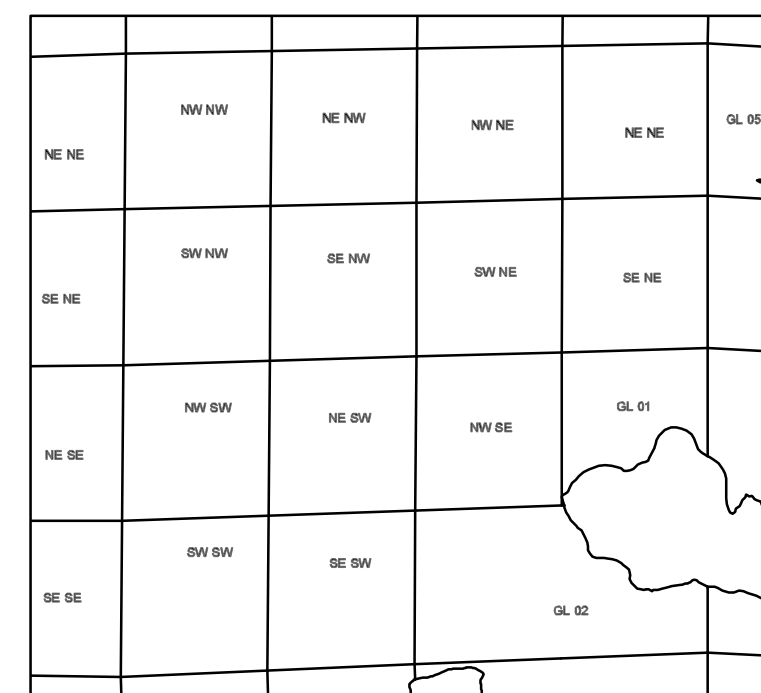 NW NW
NE NW
NW NE
NE NE
GL 05
NE NE
SW NW
SE NW
SW NE
SE NE
SE NE
NW SW
NE SW
NW SE
GL 01
NE SE
SW SW
SE SW
SE SE
GL 02